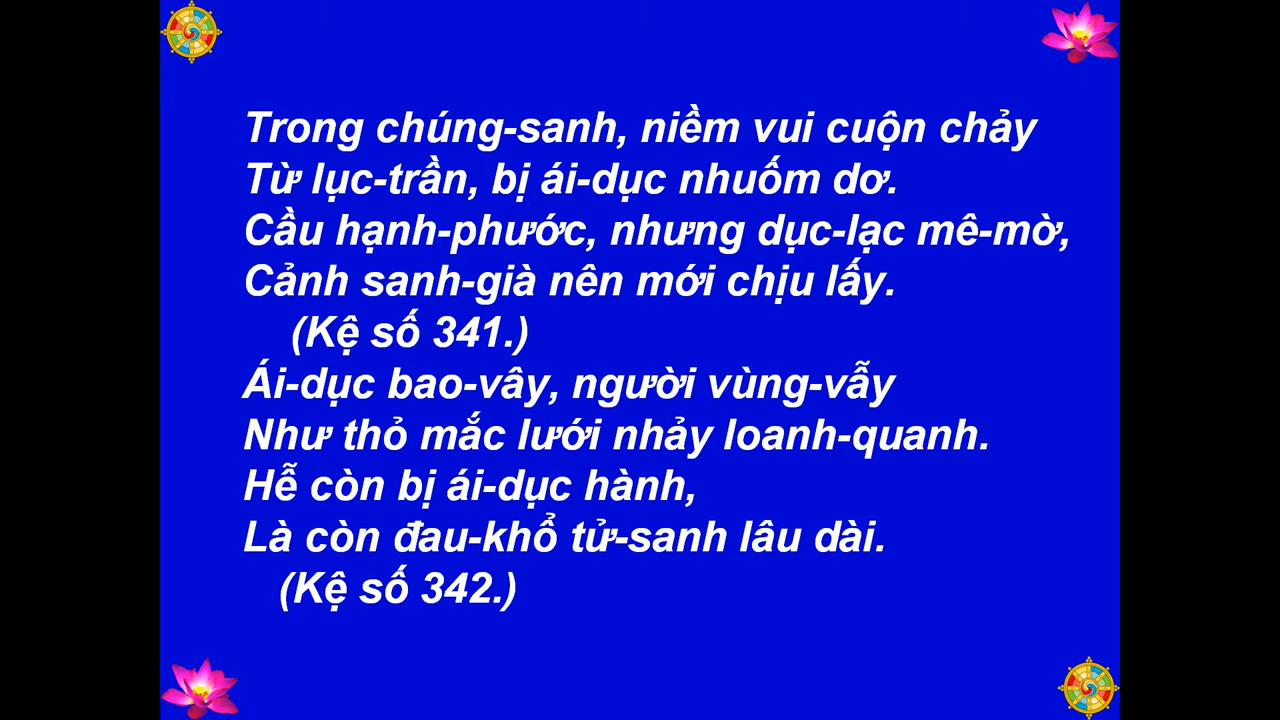 Trong chúng-sanh, niềm vui cuộn chảy
Từ lục-trần, bị ái-dục nhuốm dơ.
Cầu hạnh-phước, nhưng dục-lạc mê-mờ,
Cảnh sanh-già nên mới chịu lấy.
(Kệ số 341.)
Ái-dục bao-vây, người vùng-vẫy
Như thỏ mắc lưới nhảy loanh-quanh.
Hễ còn bị ái-dục hành,
Là còn đau-khổ tử-sanh lâu dài.
(Kệ số 342.)